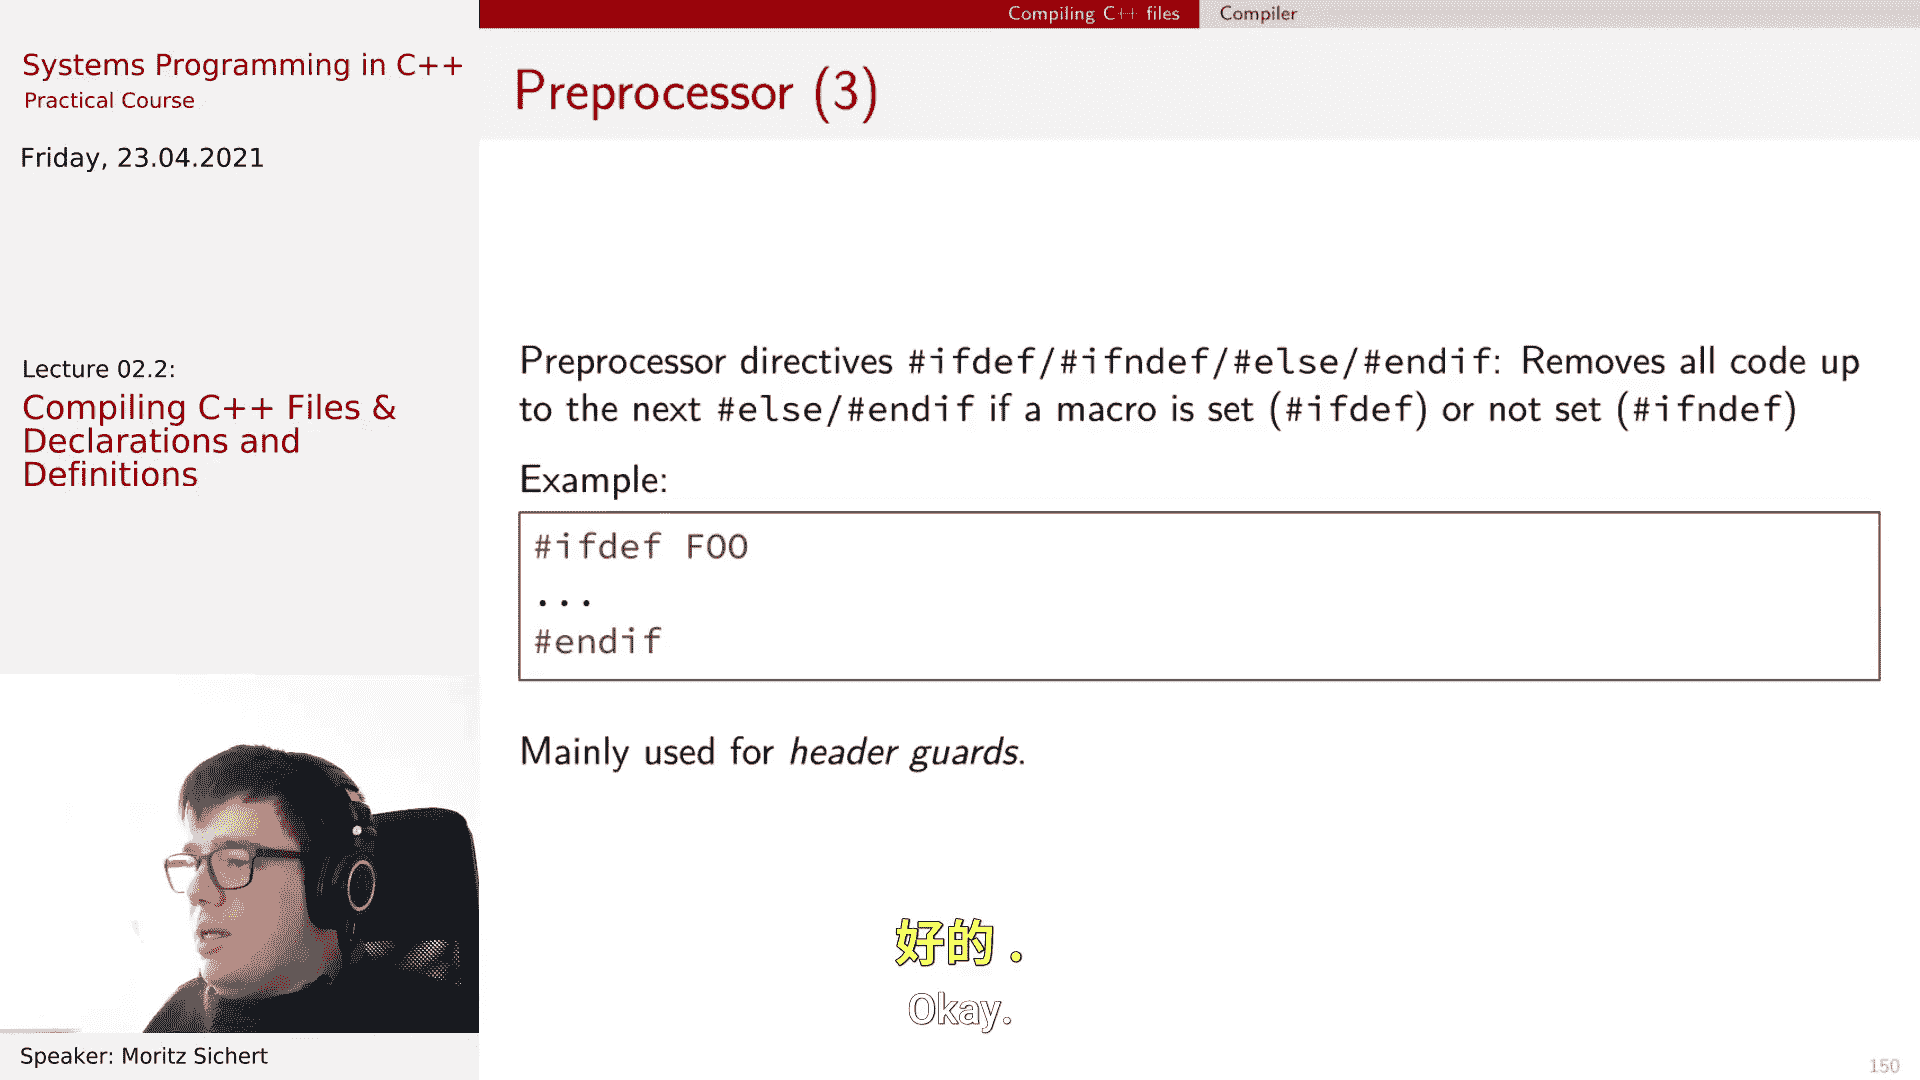 Compiling C++ files
Compiler
Systems Programming in C++
Practical Course
Friday, 23.04.2021
Lecture 02.2:
Compiling C++ Files &
Declarations and
Definitions
Speaker: Moritz Sichert
Preprocessor (3)
Preprocessor directives #ifdef/#ifndef/#else/#endif: Removes all code up
to the next #else/#endif if a macro is set (#ifdef) or not set (#ifndef)
Example:
#ifdef FOO
...
#endif
Mainly used for header guards.
好的 .
Okay.
150